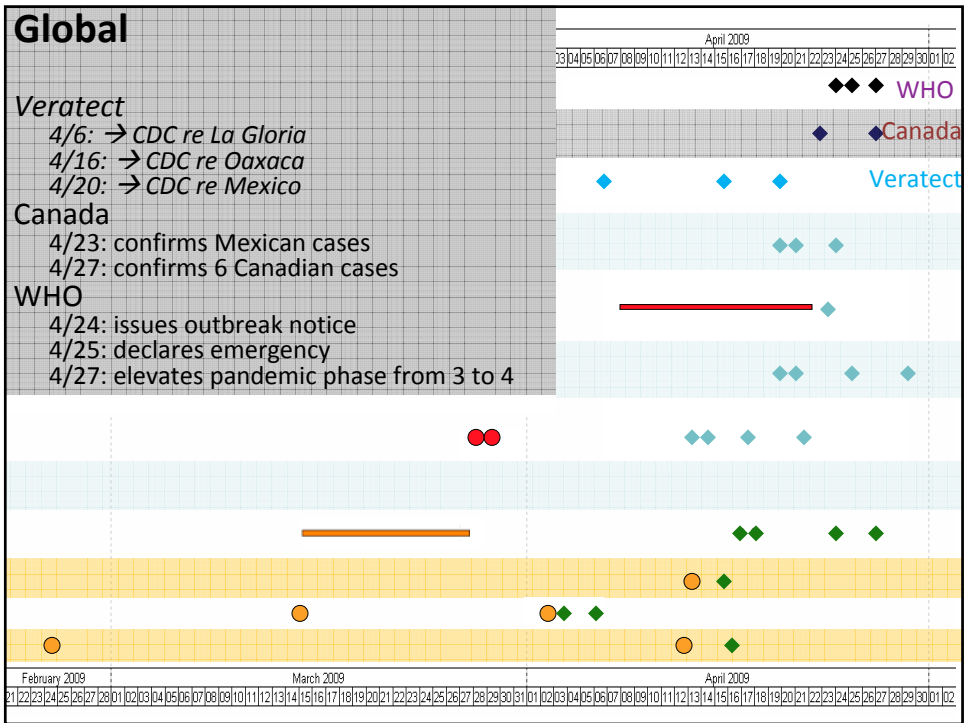 Global
Veratect
4/6: → CDC re La Gloria
4/16: → CDC re Oaxaca
4/20: → CDC re Mexico
Canada
4/23: confirms Mexican cases
4/27: confirms 6 Canadian cases
WHO
4/24: issues outbreak notice
4/25: declares emergency
4/27: elevates pandemic phase from 3 to 4
April 2009
03 04 05 06 07 08 09 10 11 12 13 14 15 16 17 18 19 20 21 22 23 24 25 26 27 28 29 30 01 02
WHO
Canada
Veratect
February 2009 March 2009 April 2009
21 22 23 24 25 26 27 28 01 02 03 04 05 06 07 08 09 10 11 12 13 14 15 16 17 18 19 20 21 22 23 24 25 26 27 28 29 30 31 01 02 03 04 05 06 07 08 09 10 11 12 13 14 15 16 17 18 19 20 21 22 23 24 25 26 27 28 29 30 01 02